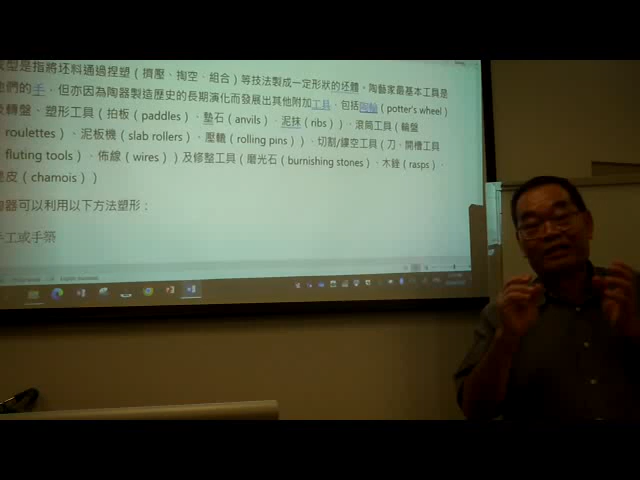 型是指將坯料通過捏塑（擠壓、掏空、組合）等技法製成一定形狀的坯體。陶藝家最基本工具是
他們的手，但亦因為陶器製造歷史的長期演化而發展出其他附加工具，包括陶輪（potter's wheel）
及轉盤、塑形工具（拍板（paddles）、墊石（anvils）、泥抹（ribs））、滾筒工具（輪盤
roulettes）、泥板機（slab rollers）、壓輥（rolling pins））、切割/鏤空工具（刀、開槽工具
fluting tools）、佈線（wires））及修整工具（磨光石（burnishing stones）、木銼（rasps）、
皮（chamois））
陶器可以利用以下方法塑形：
手工或手築